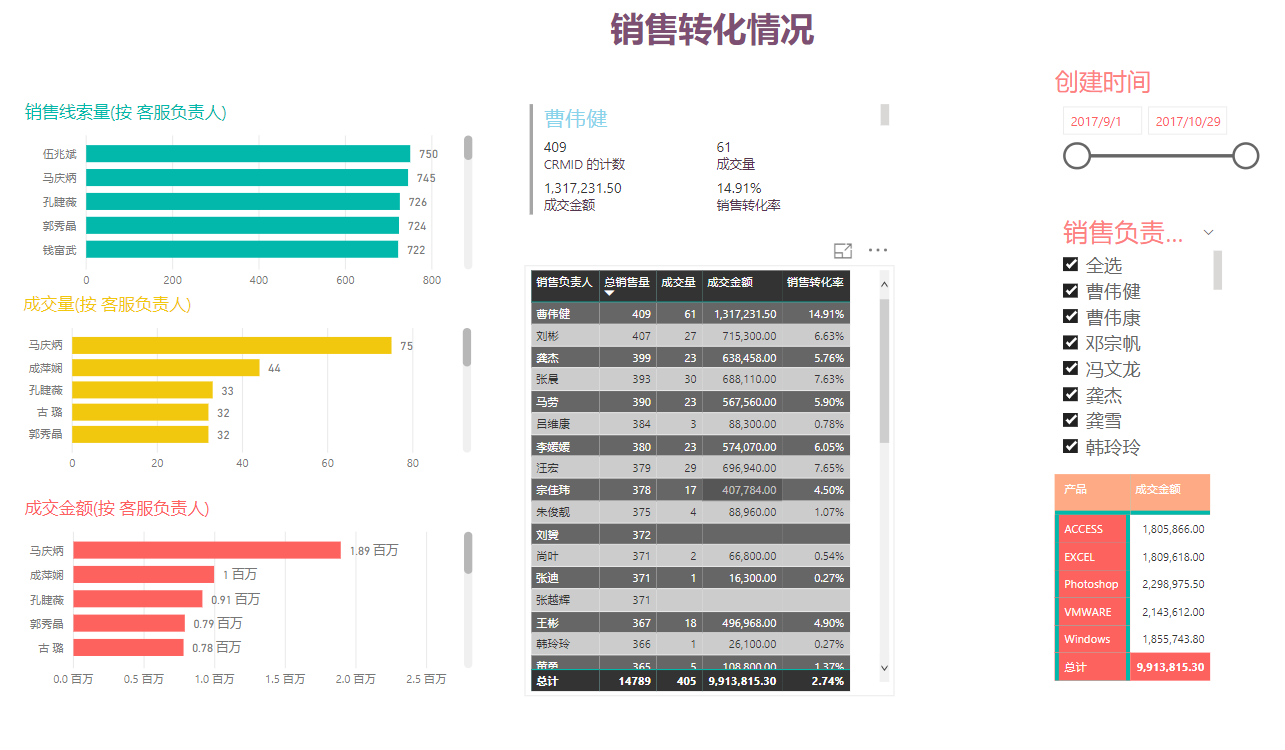 销售转化情况
销售线索量(按 客服负责人)
伍兆斌 750
马庆炳 745
孔睫薇 726
郭秀晶 724
钱富武 722
0 200 400 600 800
成交量(按 客服负责人)
马庆炳 75
成萍娴 44
孔睫薇 33
古 璐 32
郭秀晶 32
0 20 40 60 80
成交金额(按 客服负责人)
马庆炳 1.89 百万
成萍娴 1 百万
孔睫薇 0.91 百万
郭秀晶 0.79 百万
古 璐 0.78 百万
0.0 百万 0.5 百万 1.0 百万 1.5 百万 2.0 百万 2.5 百万
曹伟健
409 61
CRMID 的计数 成交量
1,317,231.50 14.91%
成交金额 销售转化率
销售负责人 总销售量 成交量 成交金额 销售转化率
曹伟健 409 61 1,317,231.50 14.91%
刘彬 407 27 715,300.00 6.63%
龚杰 399 23 638,458.00 5.76%
张晨 393 30 688,110.00 7.63%
马劳 390 23 567,560.00 5.90%
吕维康 384 3 88,300.00 0.78%
李媛媛 380 23 574,070.00 6.05%
汪宏 379 29 696,940.00 7.65%
宗佳玮 378 17 407,784.00 4.50%
朱俊靓 375 4 88,960.00 1.07%
刘赟 372
尚叶 371 2 66,800.00 0.54%
张迪 371 1 16,300.00 0.27%
张越辉 371
王彬 367 18 496,968.00 4.90%
韩玲玲 366 1 26,100.00 0.27%
365 5 108,800.00 1.37%
总计 14789 405 9,913,815.30 2.74%
创建时间
2017/9/1 2017/10/29
销售负责...
全选
曹伟健
曹伟康
邓宗帆
冯文龙
龚杰
龚雪
韩玲玲
产品 成交金额
ACCESS 1,805,866.00
EXCEL 1,809,618.00
Photoshop 2,298,975.50
VMWARE 2,143,612.00
Windows 1,855,743.80
总计 9,913,815.30